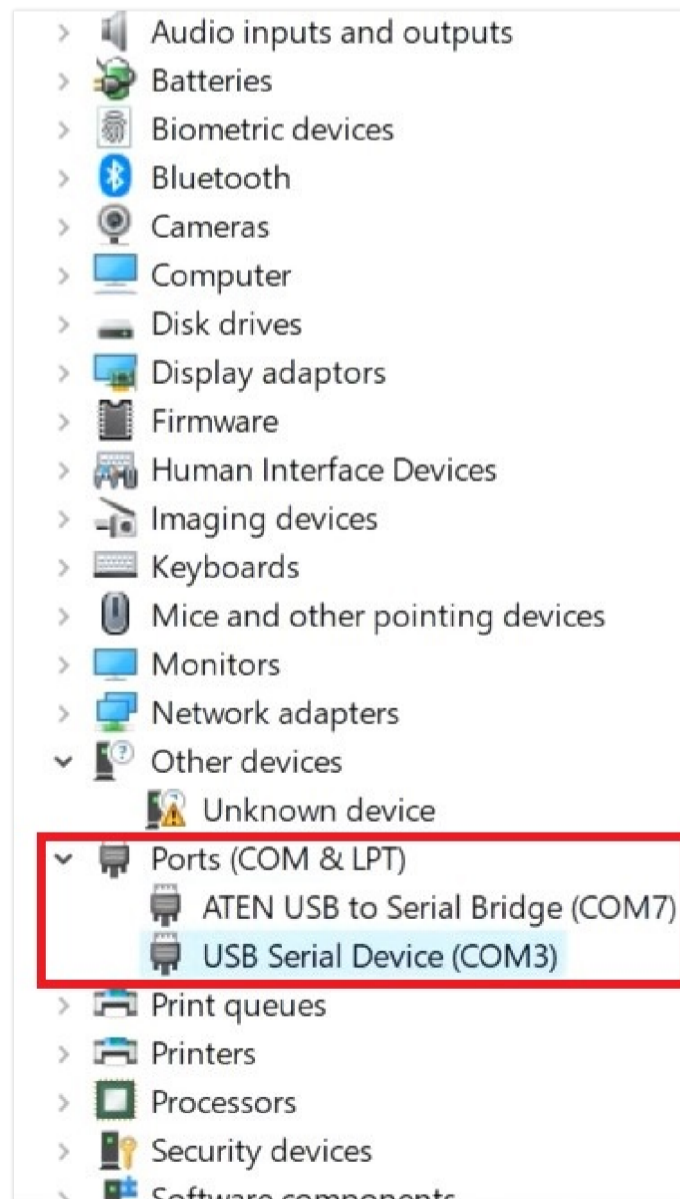 Audio inputs and outputs
Batteries
Biometric devices
Bluetooth
Cameras
Computer
Disk drives
Display adaptors
Firmware
Human Interface Devices
Imaging devices
Keyboards
Mice and other pointing devices
Monitors
Network adapters
Other devices
Unknown device
Ports (COM & LPT)
ATEN USB to Serial Bridge (COM7)
USB Serial Device (COM3)
Print queues
Printers
Processors
Security devices
Software components